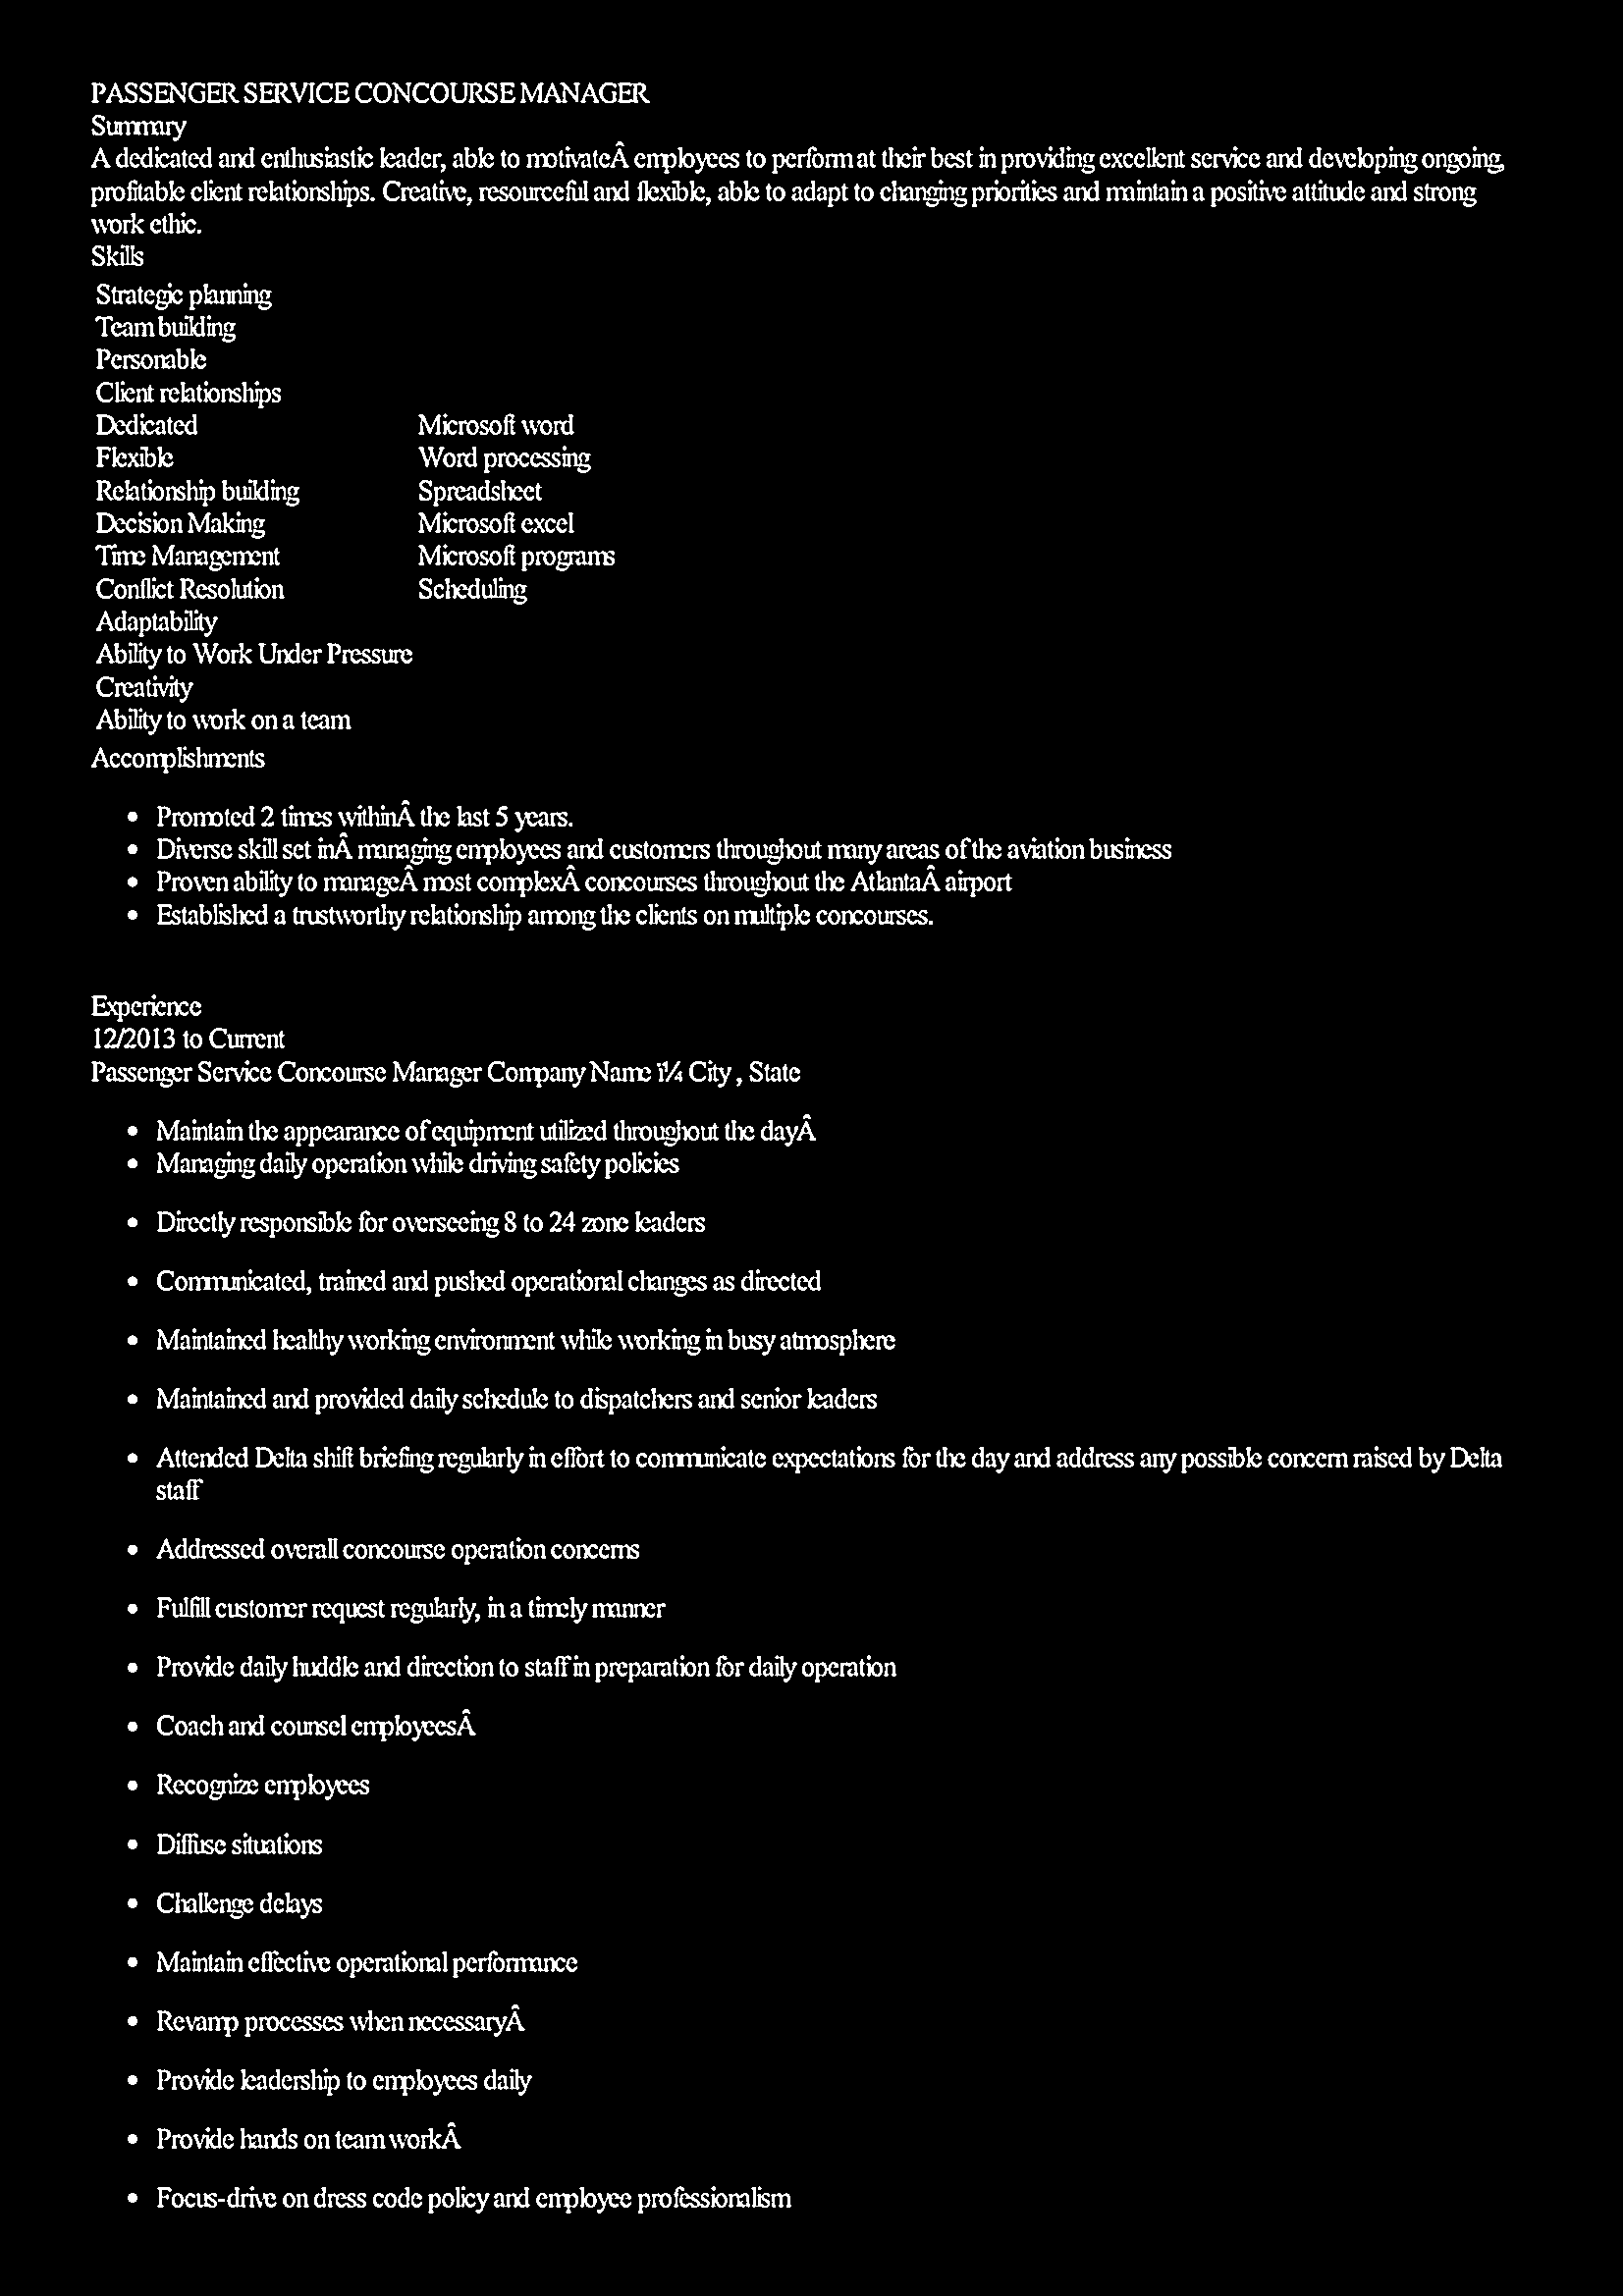 PASSENGER SERVICE CONCOURSE MANAGER
Summary
A dedicated and enthusiastic leader, able to motivateÂ employees to perform at their best in providing excellent service and developing ongoing,
profitable client relationships. Creative, resourceful and flexible, able to adapt to changing priorities and maintain a positive attitude and strong
work ethic.
Skills
Strategic planning
Team building
Personable
Client relationships
Dedicated
Flexible
Relationship building
Decision Making
Time Management
Conflict Resolution
Adaptability
Ability to Work Under Pressure
Creativity
Ability to work on a team
Microsoft word
Word processing
Spreadsheet
Microsoft excel
Microsoft programs
Scheduling
Accomplishments
• Promoted 2 times withinÂ the last 5 years.
• Diverse skill set inÂ managing employees and customers throughout many areas of the aviation business
• Proven ability to manageÂ most complexÂ concourses throughout the AtlantaÂ airport
• Established a trustworthy relationship among the clients on multiple concourses.
Experience
12/2013 to Current
Passenger Service Concourse Manager Company Name ï¼ City , State
• Maintain the appearance of equipment utilized throughout the dayÂ
• Managing daily operation while driving safety policies
• Directly responsible for overseeing 8 to 24 zone leaders
• Communicated, trained and pushed operational changes as directed
• Maintained healthy working environment while working in busy atmosphere
• Maintained and provided daily schedule to dispatchers and senior leaders
• Attended Delta shift briefing regularly in effort to communicate expectations for the day and address any possible concern raised by Delta
staff
• Addressed overall concourse operation concerns
• Fulfill customer request regularly, in a timely manner
• Provide daily huddle and direction to staff in preparation for daily operation
• Coach and counsel employeesÂ
• Recognize employees
• Diffuse situations
• Challenge delays
• Maintain effective operational performance
• Revamp processes when necessaryÂ
• Provide leadership to employees daily
• Provide hands on team workÂ
• Focus-drive on dress code policy and employee professionalism